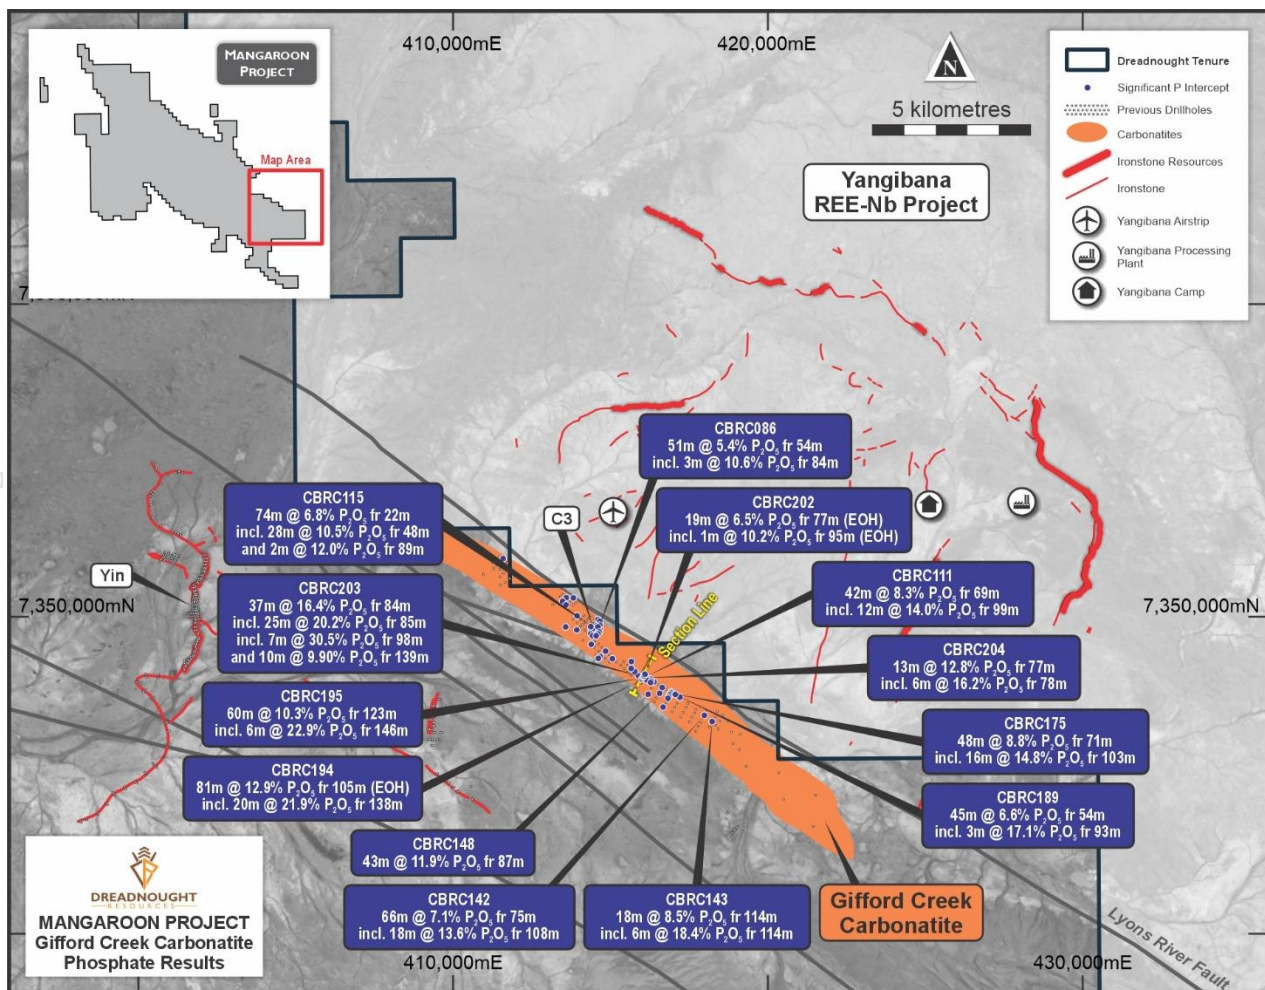 410,000mE
420,000mE
MANGAROON
PROJECT
Map Area
N
5 kilometres
Yangibana
REE-Nb Project
Dreadnought Tenure
Significant P Intercept
Previous Drillholes
Carbonatites
Ironstone Resources
Ironstone
Yangibana Airstrip
Yangibana Processing
Plant
Yangibana Camp
CBRC086
51m @ 5.4% P₂O₅ fr 54m
incl. 3m @ 10.6% P₂O₅ fr 84m
CBRC115
74m @ 6.8% P₂O₅ fr 22m
incl. 28m @ 10.5% P₂O₅ fr 48m
and 2m @ 12.0% P₂O₅ fr 89m
C3
CBRC202
19m @ 6.5% P₂O₅ fr 77m (EOH)
incl. 1m @ 10.2% P₂O₅ fr 95m (EOH)
Yin
7,350,000mN
7,350,000mN
CBRC203
37m @ 16.4% P₂O₅ fr 84m
incl. 25m @ 20.2% P₂O₅ fr 85m
incl. 7m @ 30.5% P₂O₅ fr 98m
and 10m @ 9.90% P₂O₅ fr 139m
Section Line
CBRC111
42m @ 8.3% P₂O₅ fr 69m
incl. 12m @ 14.0% P₂O₅ fr 99m
CBRC204
13m @ 12.8% P₂O₅ fr 77m
incl. 6m @ 16.2% P₂O₅ fr 78m
CBRC195
60m @ 10.3% P₂O₅ fr 123m
incl. 6m @ 22.9% P₂O₅ fr 146m
CBRC175
48m @ 8.8% P₂O₅ fr 71m
incl. 16m @ 14.8% P₂O₅ fr 103m
CBRC194
81m @ 12.9% P₂O₅ fr 105m (EOH)
incl. 20m @ 21.9% P₂O₅ fr 138m
CBRC189
45m @ 6.6% P₂O₅ fr 54m
incl. 3m @ 17.1% P₂O₅ fr 93m
CBRC148
43m @ 11.9% P₂O₅ fr 87m
CBRC142
66m @ 7.1% P₂O₅ fr 75m
incl. 18m @ 13.6% P₂O₅ fr 108m
CBRC143
18m @ 8.5% P₂O₅ fr 114m
incl. 6m @ 18.4% P₂O₅ fr 114m
Gifford Creek
Carbonatite
Lyons River Fault
DREADNOUGHT
RESOURCES
MANGAROON PROJECT
Gifford Creek Carbonatite
Phosphate Results
410,000mE
430,000mE